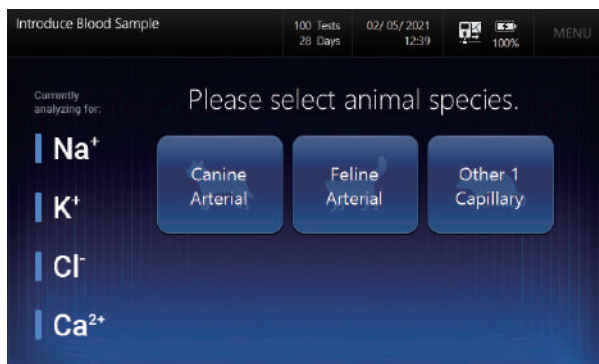 Introduce Blood Sample
100 Tests
28 Days
02/05/2021
12:39
100%
MENU
Currently
analyzing for:
Please select animal species.
Na⁺
K⁺
Cl⁻
Ca²⁺
Canine
Arterial
Feline
Arterial
Other 1
Capillary